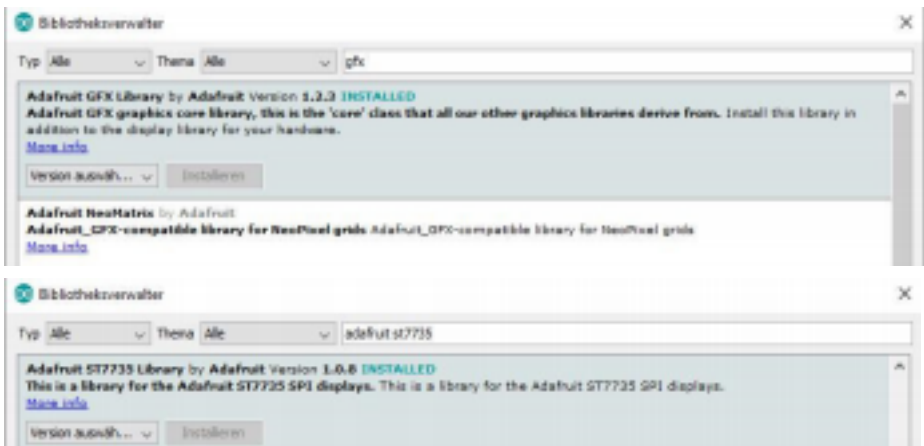 Bibliotheksverwalter
Typ Alle Thema Alle gfx
Adafruit GFX Library by Adafruit Version 1.2.3 INSTALLED
Adafruit GFX graphics core library, this is the 'core' class that all our other graphics libraries derive from. Install this library in
addition to the display library for your hardware.
More info
Version auswäh... Installieren
Adafruit NeoMatrix by Adafruit
Adafruit_GFX-compatible library for NeoPixel grids Adafruit_GFX-compatible library for NeoPixel grids
More info
Bibliotheksverwalter
Typ Alle Thema Alle adafruit st7735
Adafruit ST7735 Library by Adafruit Version 1.0.8 INSTALLED
This is a library for the Adafruit ST7735 SPI displays. This is a library for the Adafruit ST7735 SPI displays.
More info
Version auswäh... Installieren